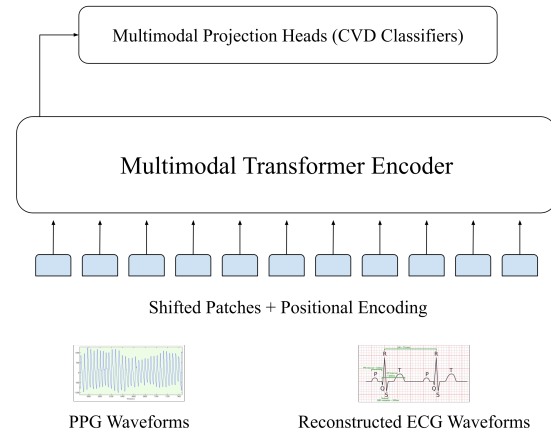 Multimodal Projection Heads (CVD Classifiers)
Multimodal Transformer Encoder
Shifted Patches + Positional Encoding
R R
P T P T
Q Q
S S
PPG Waveforms Reconstructed ECG Waveforms